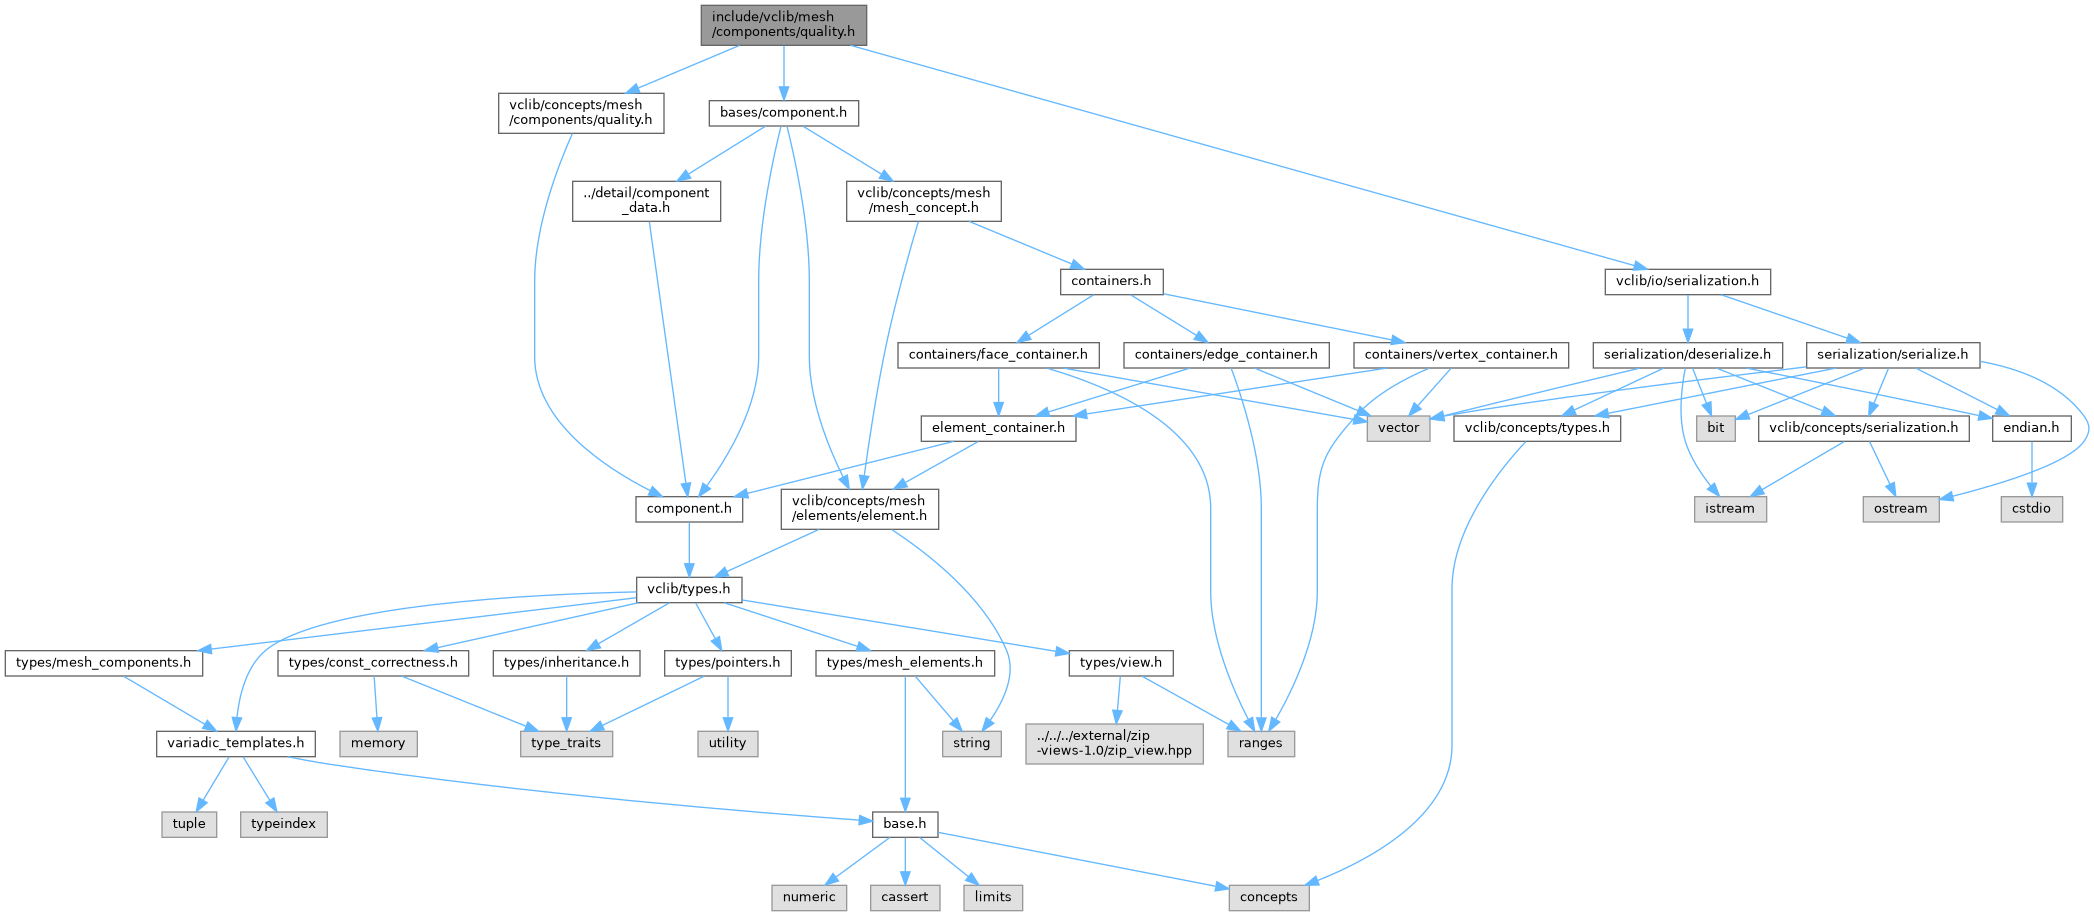 include/vclib/mesh
/components/quality.h
vclib/concepts/mesh
/components/quality.h
bases/component.h
../detail/component
_data.h
vclib/concepts/mesh
/mesh_concept.h
containers.h
vclib/io/serialization.h
containers/face_container.h
containers/edge_container.h
containers/vertex_container.h
serialization/deserialize.h
serialization/serialize.h
element_container.h
vector
vclib/concepts/types.h
bit
vclib/concepts/serialization.h
endian.h
component.h
vclib/concepts/mesh
/elements/element.h
istream
ostream
cstdio
vclib/types.h
types/mesh_components.h
types/const_correctness.h
types/inheritance.h
types/pointers.h
types/mesh_elements.h
types/view.h
variadic_templates.h
memory
type_traits
utility
string
../../../external/zip
-views-1.0/zip_view.hpp
ranges
tuple
typeindex
base.h
numeric
cassert
limits
concepts